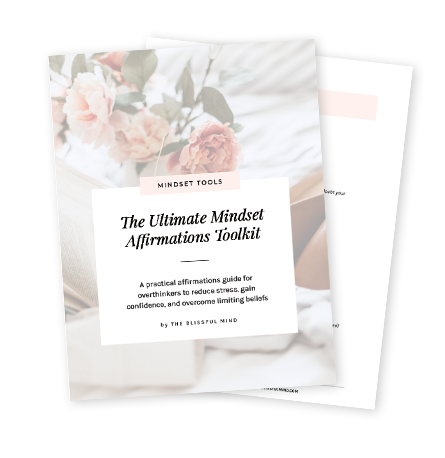 MINDSET TOOLS
The Ultimate Mindset
Affirmations Toolkit
A practical affirmations guide for
overthinkers to reduce stress, gain
confidence, and overcome limiting beliefs
by THE BLISSFUL MIND